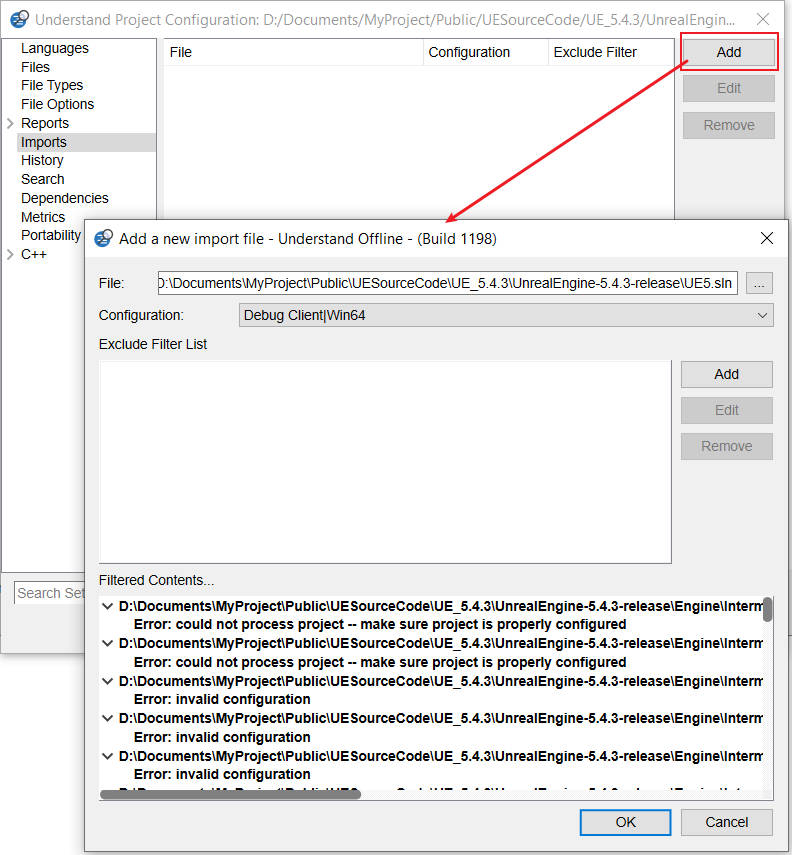 Understand Project Configuration: D:/Documents/MyProject/Public/UESourceCode/UE_5.4.3/UnrealEngin...
Languages
Files
File Types
File Options
Reports
Imports
History
Search
Dependencies
Metrics
Portability
C++
File Configuration Exclude Filter
Add
Edit
Remove
Search Set
Add a new import file - Understand Offline - (Build 1198)
File: D:\Documents\MyProject\Public\UESourceCode\UE_5.4.3\UnrealEngine-5.4.3-release\UE5.sln ...
Configuration: Debug Client|Win64
Exclude Filter List
Add
Edit
Remove
Filtered Contents...
D:\Documents\MyProject\Public\UESourceCode\UE_5.4.3\UnrealEngine-5.4.3-release\Engine\Interm
Error: could not process project -- make sure project is properly configured
D:\Documents\MyProject\Public\UESourceCode\UE_5.4.3\UnrealEngine-5.4.3-release\Engine\Interm
Error: could not process project -- make sure project is properly configured
D:\Documents\MyProject\Public\UESourceCode\UE_5.4.3\UnrealEngine-5.4.3-release\Engine\Interm
Error: invalid configuration
D:\Documents\MyProject\Public\UESourceCode\UE_5.4.3\UnrealEngine-5.4.3-release\Engine\Interm
Error: invalid configuration
D:\Documents\MyProject\Public\UESourceCode\UE_5.4.3\UnrealEngine-5.4.3-release\Engine\Interm
Error: invalid configuration
OK Cancel